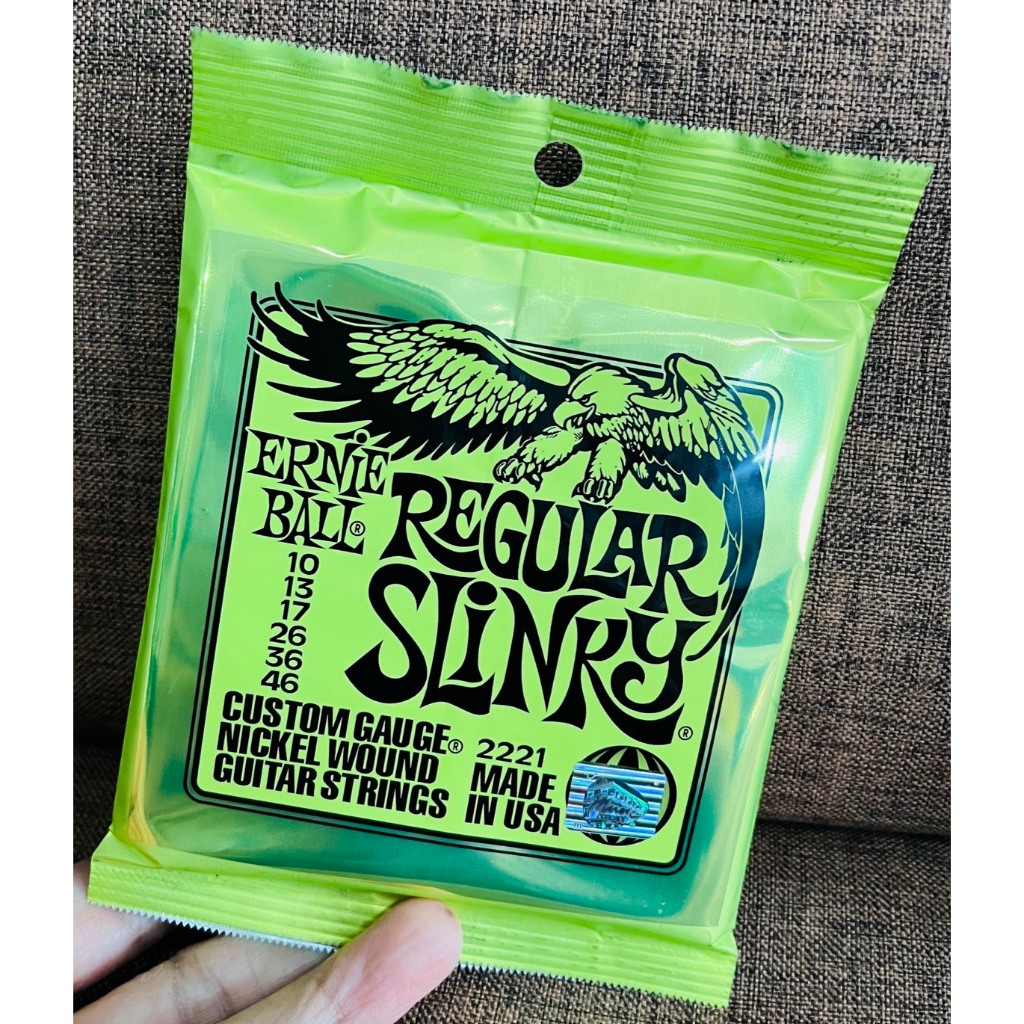 ERNiE
BALL®
REGULAR
SLiNKY®
10
13
17
26
36
46
CUSTOM GAUGE®
NICKEL WOUND
GUITAR STRINGS
2221
MADE
IN USA